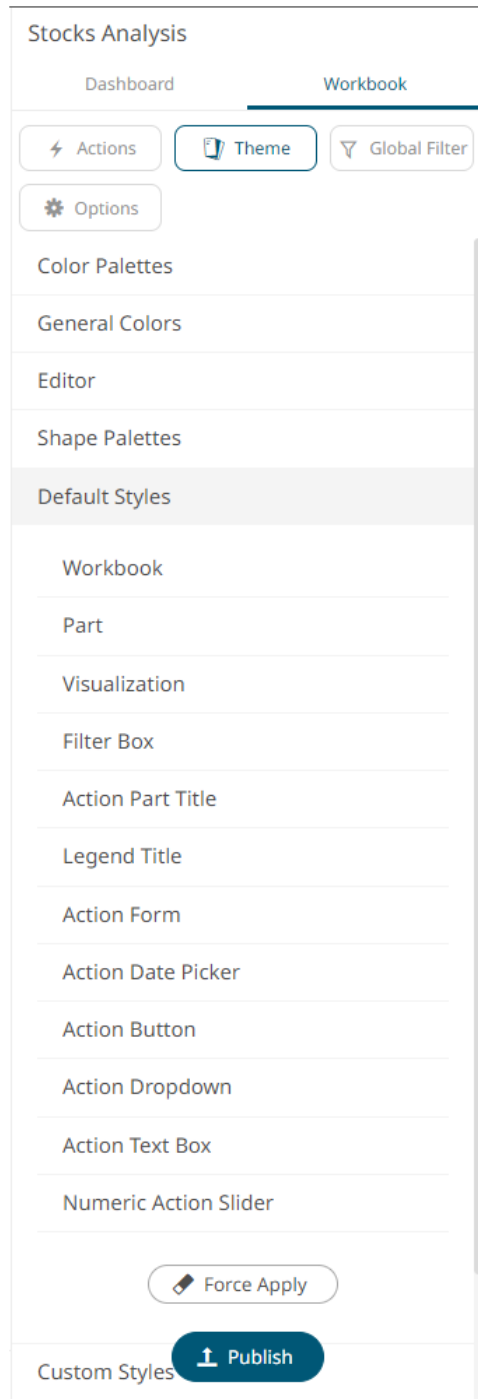 Stocks Analysis
Dashboard Workbook
Actions Theme Global Filter
Options
Color Palettes
General Colors
Editor
Shape Palettes
Default Styles
Workbook
Part
Visualization
Filter Box
Action Part Title
Legend Title
Action Form
Action Date Picker
Action Button
Action Dropdown
Action Text Box
Numeric Action Slider
Force Apply
Publish
Custom Styles